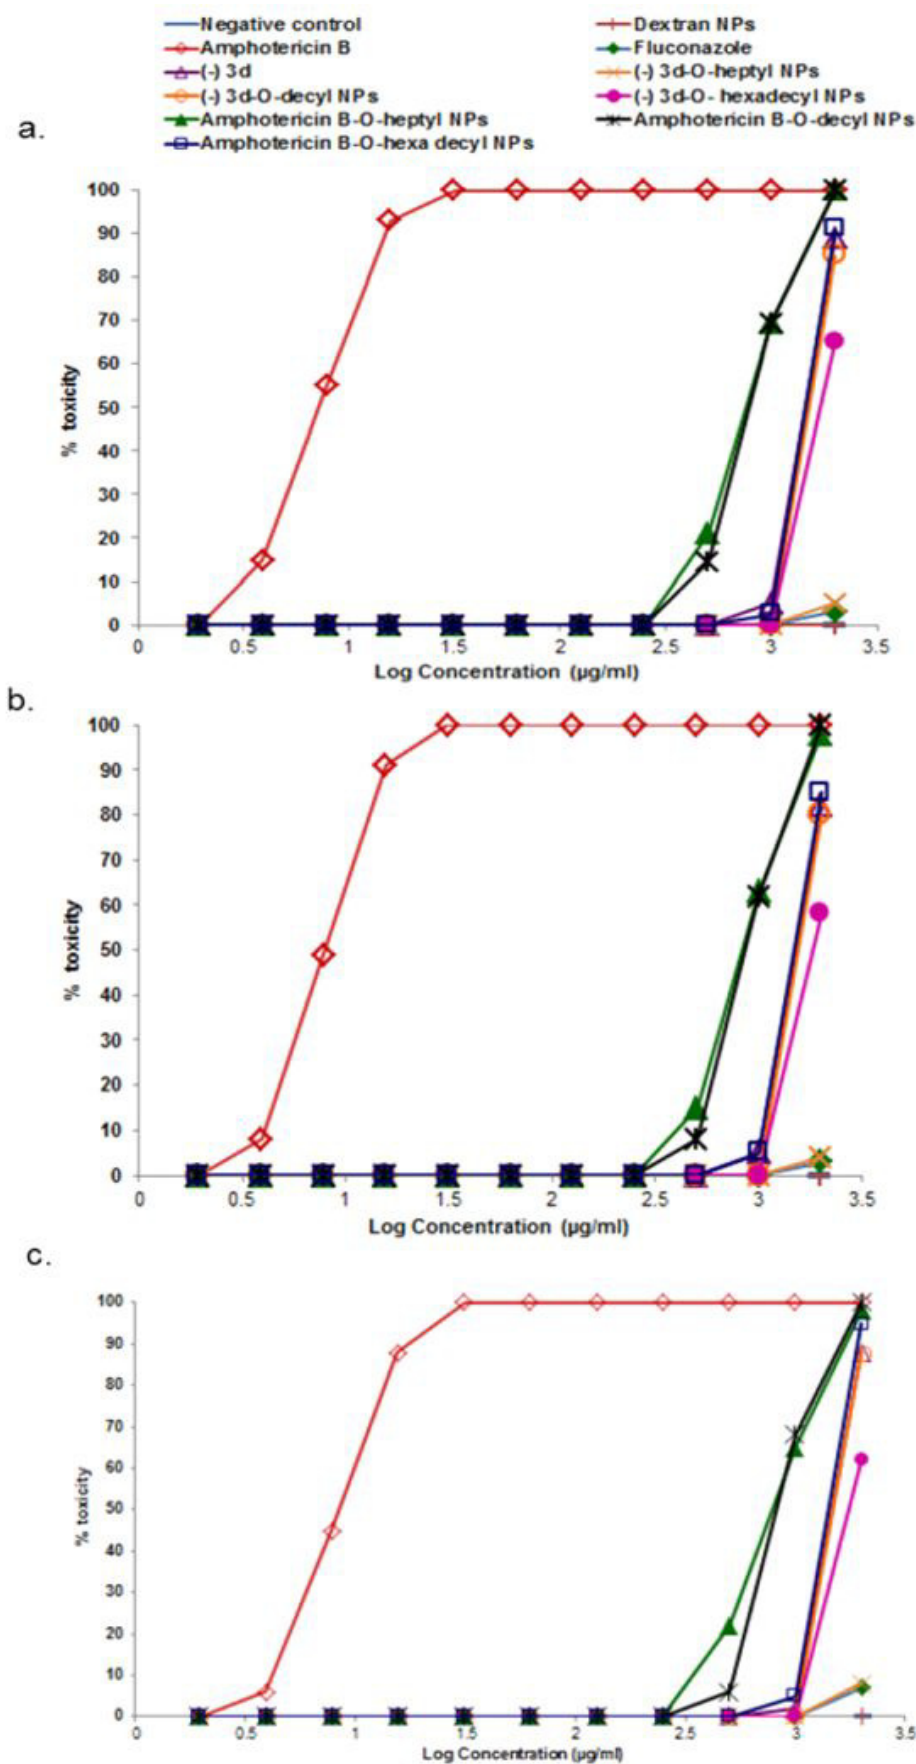 Negative control Dextran NPs
Amphotericin B Fluconazole
(-) 3d (-) 3d-O-heptyl NPs
(-) 3d-O-decyl NPs (-) 3d-O- hexadecyl NPs
Amphotericin B-O-heptyl NPs Amphotericin B-O-decyl NPs
Amphotericin B-O-hexa decyl NPs
a.
100
90
80
70
60
50
40
30
20
10
0
% toxicity
0 0.5 1 1.5 2 2.5 3 3.5
Log Concentration (µg/ml)
b.
100
90
80
70
60
50
40
30
20
10
0
% toxicity
0 0.5 1 1.5 2 2.5 3 3.5
Log Concentration (µg/ml)
c.
100
90
80
70
60
50
40
30
20
10
0
% toxicity
0 0.5 1 1.5 2 2.5 3 3.5
Log Concentration (µg/ml)